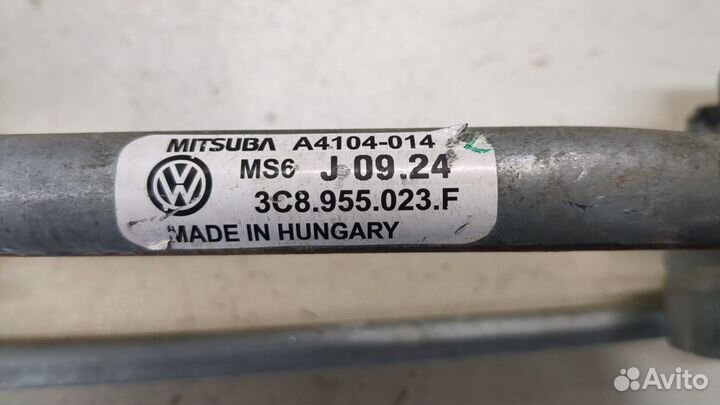 MITSUBA A4104-014
MS6 J 09.24
3C8.955.023.F
MADE IN HUNGARY
Avito